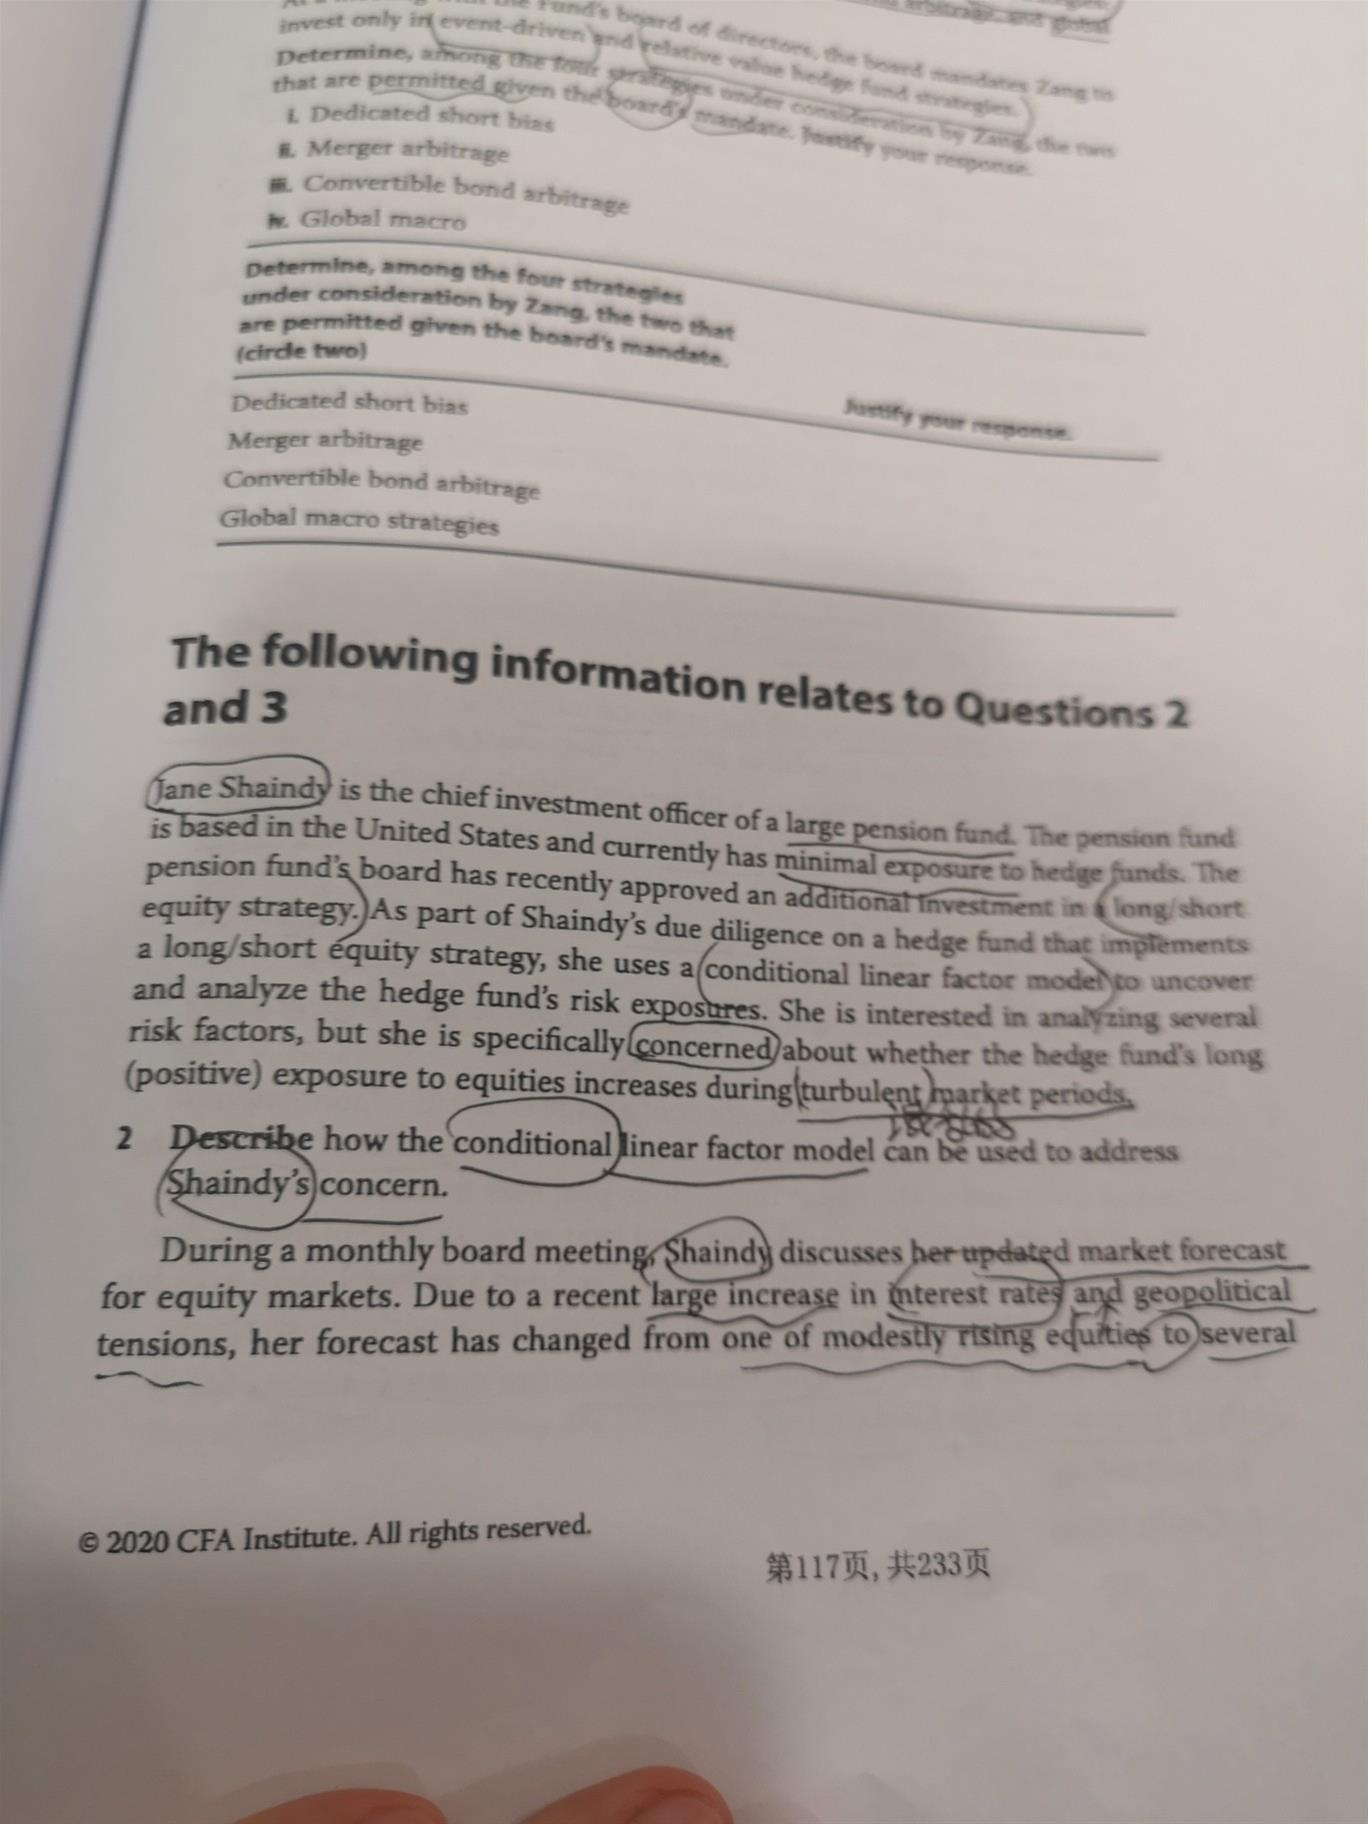 arbitrage, and global
Fund's board of directors, the board mandates Zang to
invest only in event-driven and relative value hedge fund strategies.
Determine, among the four strategies under consideration by Zang, the two
that are permitted given the board's mandate. Justify your response.
i. Dedicated short bias
ii. Merger arbitrage
iii. Convertible bond arbitrage
iv. Global macro
Determine, among the four strategies
under consideration by Zang, the two that
are permitted given the board's mandate.
(circle two)
Justify your response.
Dedicated short bias
Merger arbitrage
Convertible bond arbitrage
Global macro strategies
The following information relates to Questions 2
and 3
Jane Shaindy is the chief investment officer of a large pension fund. The pension fund
is based in the United States and currently has minimal exposure to hedge funds. The
pension fund's board has recently approved an additional investment in a long/short
equity strategy. As part of Shaindy's due diligence on a hedge fund that implements
a long/short equity strategy, she uses a conditional linear factor model to uncover
and analyze the hedge fund's risk exposures. She is interested in analyzing several
risk factors, but she is specifically concerned about whether the hedge fund's long
(positive) exposure to equities increases during turbulent market periods.
2 Describe how the conditional linear factor model can be used to address
Shaindy's concern.
During a monthly board meeting, Shaindy discusses her updated market forecast
for equity markets. Due to a recent large increase in interest rates and geopolitical
tensions, her forecast has changed from one of modestly rising equities to several
© 2020 CFA Institute. All rights reserved.
第117页, 共233页